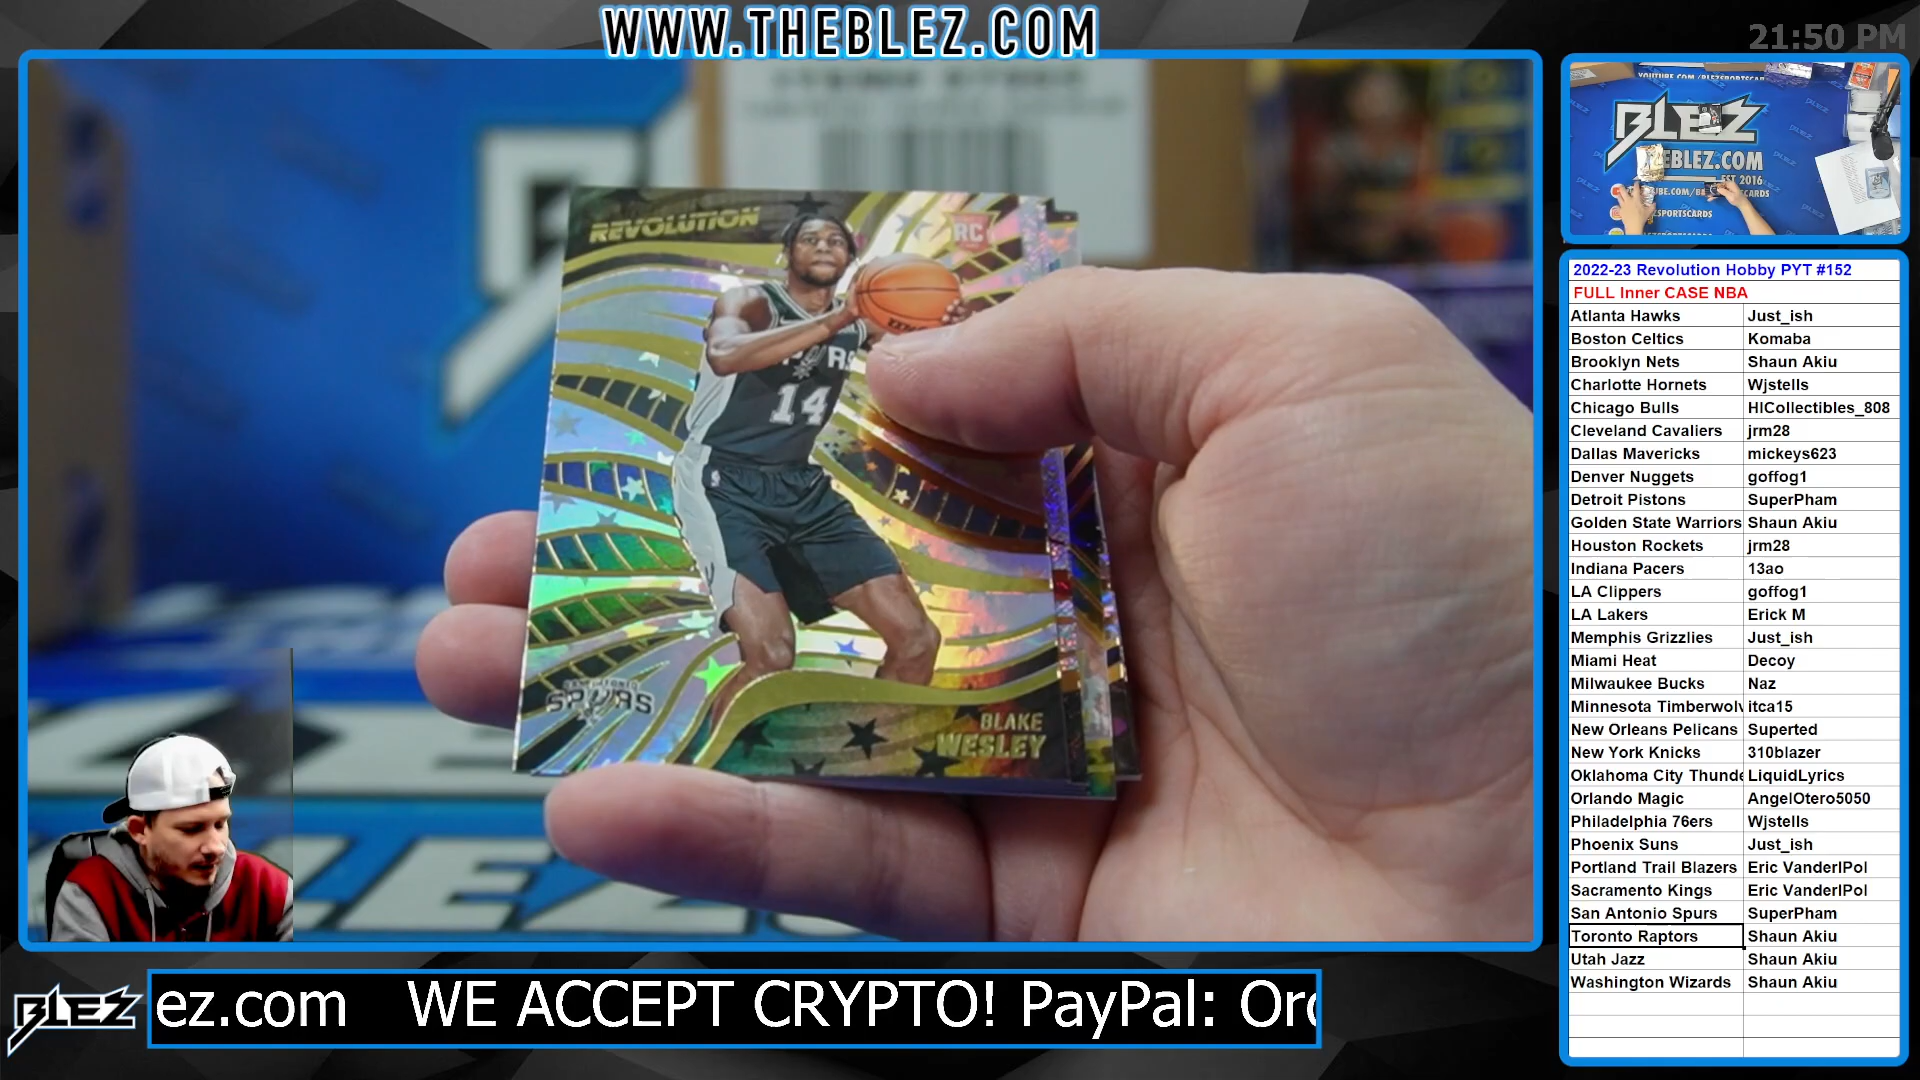 WWW.THEBLEZ.COM
21:50 PM
REVOLUTION
RC
14
SPURS
BLAKE
WESLEY
YOUTUBE.COM/BLEZSPORTSCAR
BLEZ
EBLEZ.COM
EST 2016
ZSPORTSCARDS
2022-23 Revolution Hobby PYT #152
FULL Inner CASE NBA
Atlanta Hawks Just_ish
Boston Celtics Komaba
Brooklyn Nets Shaun Akiu
Charlotte Hornets Wjstells
Chicago Bulls HICollectibles_808
Cleveland Cavaliers jrm28
Dallas Mavericks mickeys623
Denver Nuggets goffog1
Detroit Pistons SuperPham
Golden State Warriors Shaun Akiu
Houston Rockets jrm28
Indiana Pacers 13ao
LA Clippers goffog1
LA Lakers Erick M
Memphis Grizzlies Just_ish
Miami Heat Decoy
Milwaukee Bucks Naz
Minnesota Timberwolv itca15
New Orleans Pelicans Superted
New York Knicks 310blazer
Oklahoma City Thunde LiquidLyrics
Orlando Magic AngelOtero5050
Philadelphia 76ers Wjstells
Phoenix Suns Just_ish
Portland Trail Blazers Eric VanderlPol
Sacramento Kings Eric VanderlPol
San Antonio Spurs SuperPham
Toronto Raptors Shaun Akiu
Utah Jazz Shaun Akiu
Washington Wizards Shaun Akiu
BLEZ
ez.com WE ACCEPT CRYPTO! PayPal: Orc